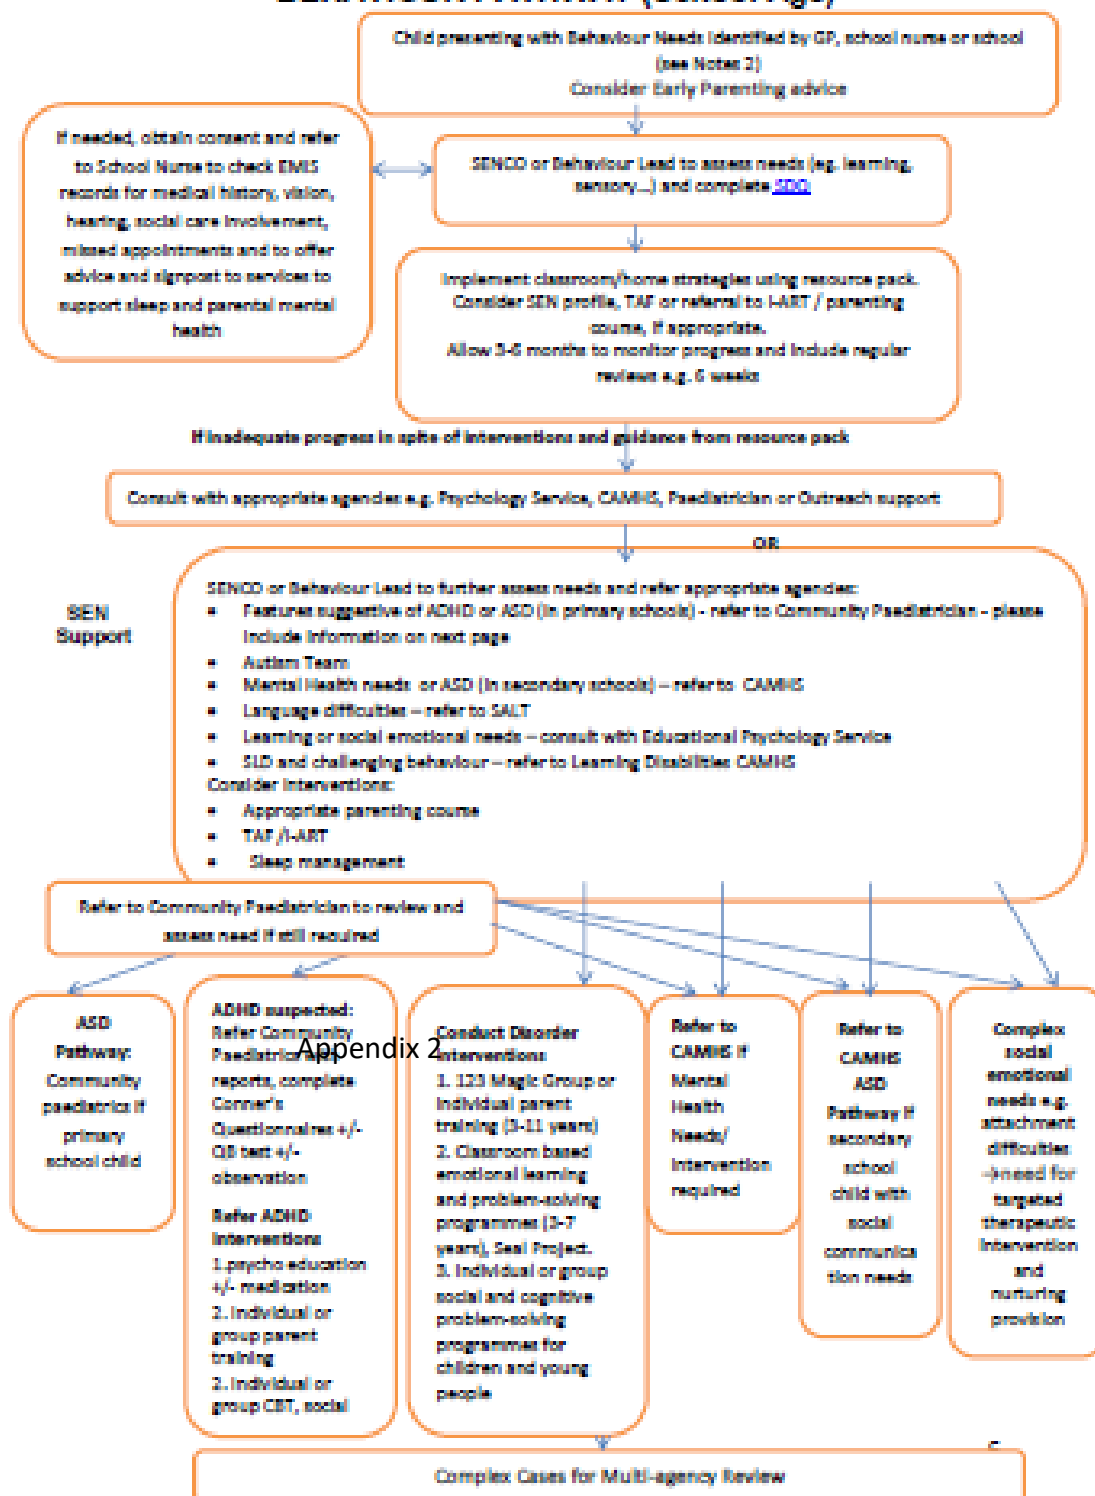 (School Age)
Child presenting with Behaviour Needs identified by GP, school nurse or school
(see Notes 2)
Consider Early Parenting advice
If needed, obtain consent and refer
to School Nurse to check EMIS
records for medical history, vision,
hearing, social care involvement,
missed appointments and to offer
advice and signpost to services to
support sleep and parental mental
health
SENCO or Behaviour Lead to assess needs (eg. learning,
sensory...) and complete SDQ
Implement classroom/home strategies using resource pack.
Consider SEN profile, TAF or referral to I-ART / parenting
course, if appropriate.
Allow 3-6 months to monitor progress and include regular
reviews e.g. 6 weeks
If inadequate progress in spite of interventions and guidance from resource pack
Consult with appropriate agencies e.g. Psychology Service, CAMHS, Paediatrician or Outreach support
OR
SEN
Support
SENCO or Behaviour Lead to further assess needs and refer appropriate agencies:
• Features suggestive of ADHD or ASD (in primary schools) - refer to Community Paediatrician – please
include information on next page
• Autism Team
• Mental Health needs or ASD (in secondary schools) – refer to CAMHS
• Language difficulties – refer to SALT
• Learning or social emotional needs – consult with Educational Psychology Service
• SLD and challenging behaviour – refer to Learning Disabilities CAMHS
Consider interventions:
• Appropriate parenting course
• TAF/I-ART
• Sleep management
Refer to Community Paediatrician to review and
assess need if still required
ASD
Pathway:
Community
paediatrics if
primary
school child
ADHD suspected:
Refer Community
Paediatrics
reports, complete
Conner's
Questionnaires +/-
QB test +/-
observation
Refer ADHD
interventions
1.psycho education
+/- medication
2. Individual or
group parent
training
2. Individual or
group CBT, social
Appendix 2
Conduct Disorder
interventions
1. 123 Magic Group or
individual parent
training (3-11 years)
2. Classroom based
emotional learning
and problem-solving
programmes (3-7
years), Seal Project.
3. Individual or group
social and cognitive
problem-solving
programmes for
children and young
people
Refer to
CAMHS if
Mental
Health
Needs/
intervention
required
Refer to
CAMHS
ASD
Pathway if
secondary
school
child with
social
communica
tion needs
Complex
social
emotional
needs e.g.
attachment
difficulties
→need for
targeted
therapeutic
intervention
and
nurturing
provision
Complex Cases for Multi-agency Review